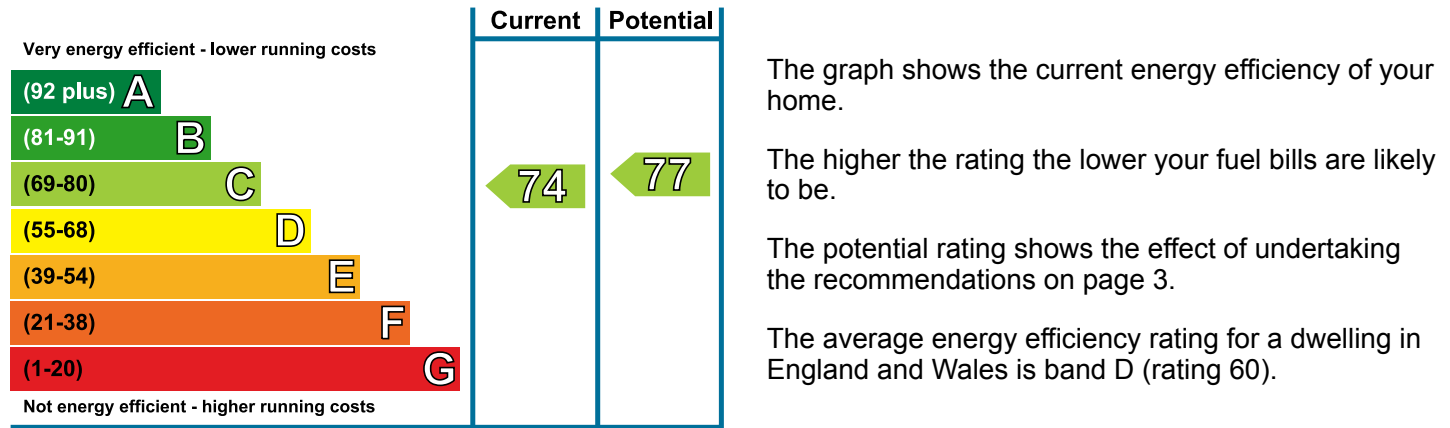 Current Potential
Very energy efficient - lower running costs
(92 plus) A
(81-91) B
(69-80) C
(55-68) D
(39-54) E
(21-38) F
(1-20) G
Not energy efficient - higher running costs
74 77
The graph shows the current energy efficiency of your
home.
The higher the rating the lower your fuel bills are likely
to be.
The potential rating shows the effect of undertaking
the recommendations on page 3.
The average energy efficiency rating for a dwelling in
England and Wales is band D (rating 60).